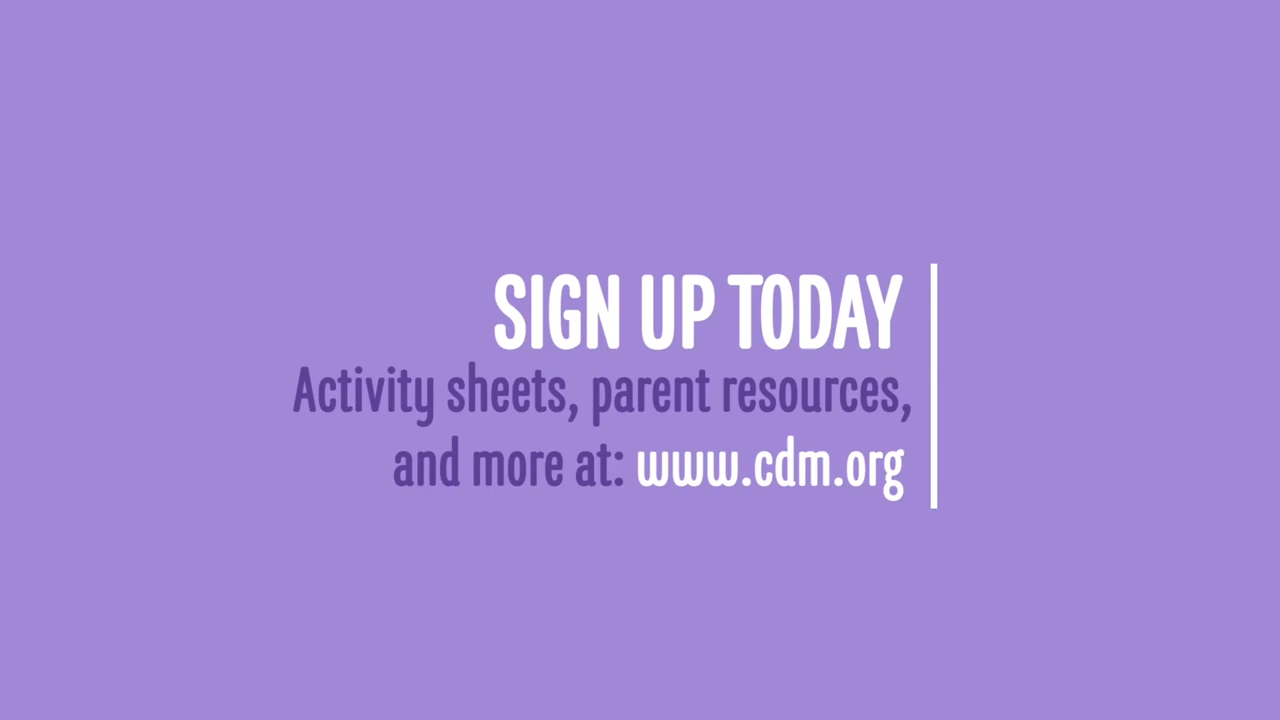 SIGN UP TODAY
Activity sheets, parent resources,
and more at: www.cdm.org